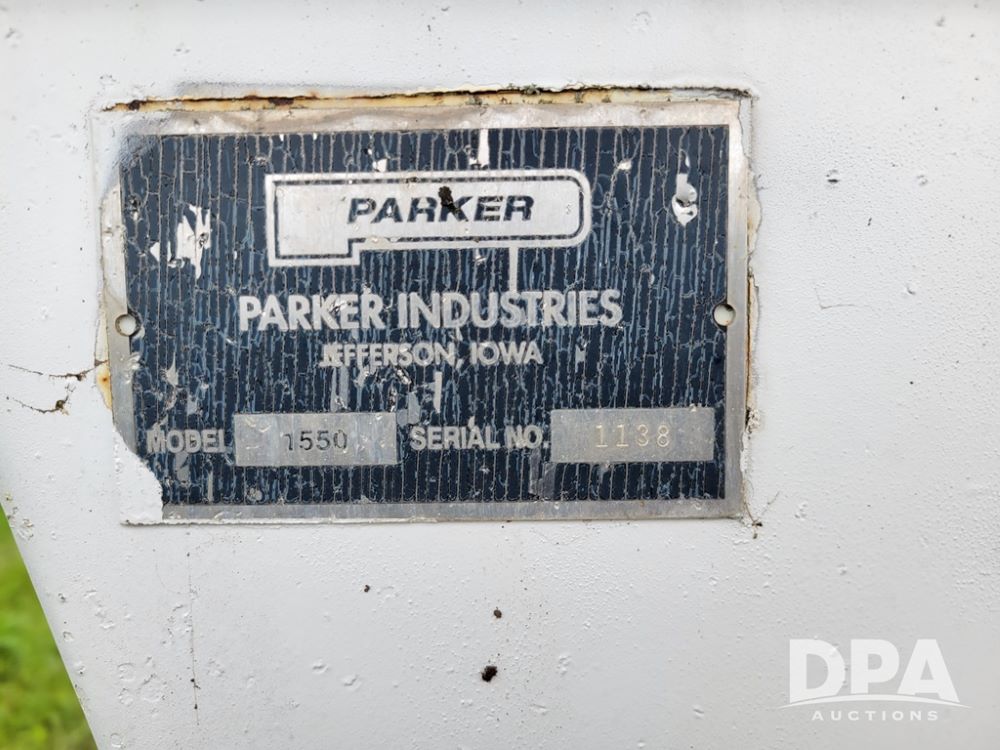 PARKER
PARKER INDUSTRIES
JEFFERSON, IOWA
MODEL 1550 SERIAL NO. 1138
DPA
AUCTIONS